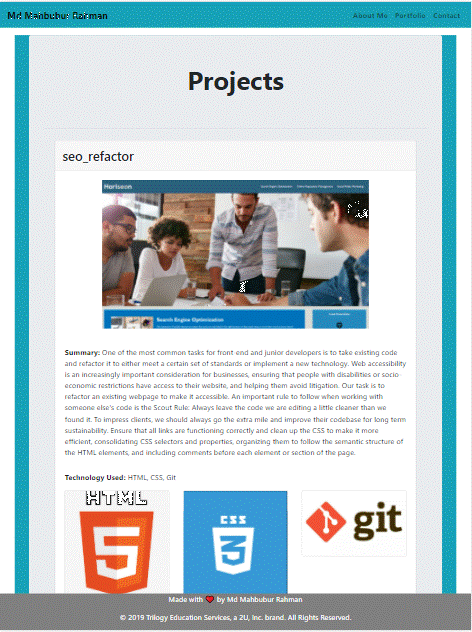 Md Mahbubur Rahman
About Me Portfolio Contact
Projects
seo_refactor
Horiseon
Search Engine Optimization
Summary: One of the most common tasks for front-end and junior developers is to take existing code
and refactor it to either meet a certain set of standards or implement a new technology. Web accessibility
is an increasingly important consideration for businesses, ensuring that people with disabilities or socio-
economic restrictions have access to their website, and helping them avoid litigation. Our task is to
refactor an existing webpage to make it accessible. An important rule to follow when working with
someone else's code is the Scout Rule: Always leave the code we are editing a little cleaner than we
found it. To impress clients, we should always go the extra mile and improve their codebase for long term
sustainability. Ensure that all links are functioning correctly and clean up the CSS to make it more
efficient, consolidating CSS selectors and properties, organizing them to follow the semantic structure of
the HTML elements, and including comments before each element or section of the page.
Technology Used: HTML, CSS, Git
HTML
5
CSS
3
git
Made with ❤ by Md Mahbubur Rahman
© 2019 Trilogy Education Services, a 2U, Inc. brand. All Rights Reserved.